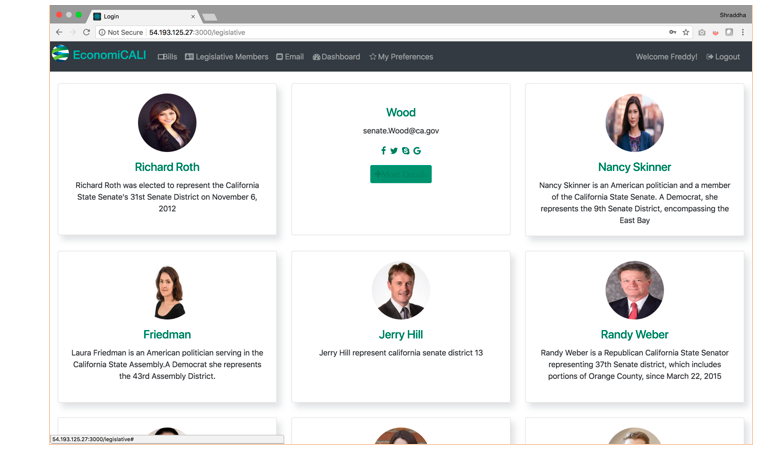 Login
Shraddha
Not Secure 54.193.125.27:3000/legislative
EconomiCALI
Bills
Legislative Members
Email
Dashboard
My Preferences
Welcome Freddy!
Logout
Richard Roth
Richard Roth was elected to represent the California
State Senate's 31st Senate District on November 6,
2012
Wood
senate.Wood@ca.gov
Nancy Skinner
Nancy Skinner is an American politician and a member
of the California State Senate. A Democrat, she
represents the 9th Senate District, encompassing the
East Bay
Friedman
Laura Friedman is an American politician serving in the
California State Assembly.A Democrat she represents
the 43rd Assembly District.
Jerry Hill
Jerry Hill represent california senate district 13
Randy Weber
Randy Weber is a Republican California State Senator
representing 37th Senate district, which includes
portions of Orange County, since March 22, 2015
54.193.125.27:3000/legislative#